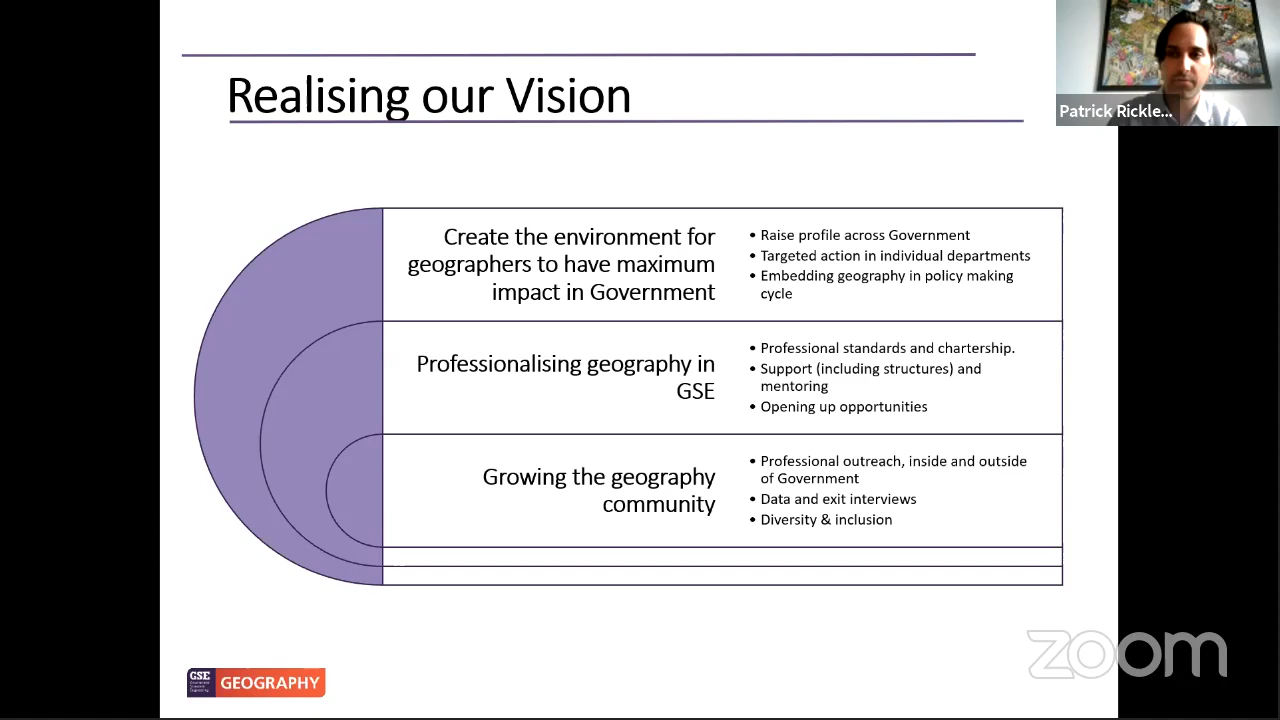 Realising our Vision
Patrick Rickle...
Create the environment for
geographers to have maximum
impact in Government
• Raise profile across Government
• Targeted action in individual departments
• Embedding geography in policy making
cycle
Professionalising geography in
GSE
• Professional standards and chartership.
• Support (including structures) and
mentoring
• Opening up opportunities
Growing the geography
community
• Professional outreach, inside and outside
of Government
• Data and exit interviews
• Diversity & inclusion
zoom
GSE
GEOGRAPHY